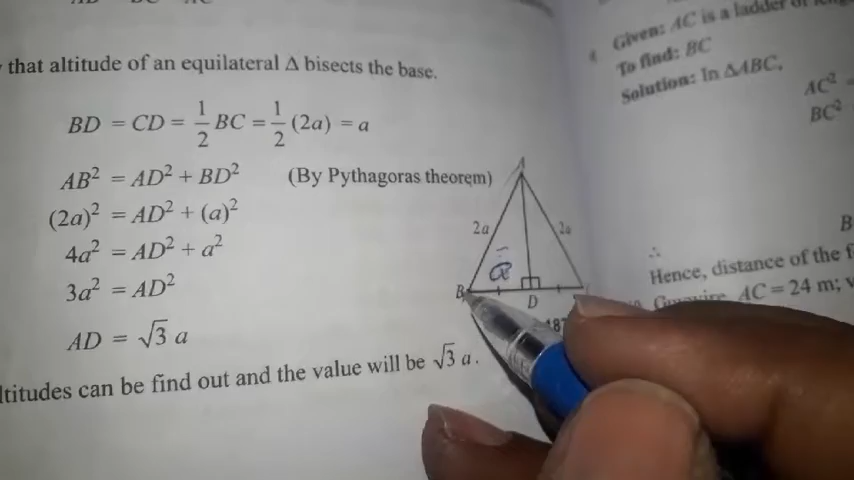 that altitude of an equilateral Δ bisects the base.
BD = CD = 1/2 BC = 1/2 (2a) = a
AB² = AD² + BD² (By Pythagoras theorem)
(2a)² = AD² + (a)²
4a² = AD² + a²
3a² = AD²
AD = √3 a
altitudes can be find out and the value will be √3 a.
A
2a
2a
a
B
D
187
Given: AC is a ladder of
To find: BC
Solution: In ΔABC,
AC² =
BC²
B
∴
Hence, distance of the
AC = 24 m;